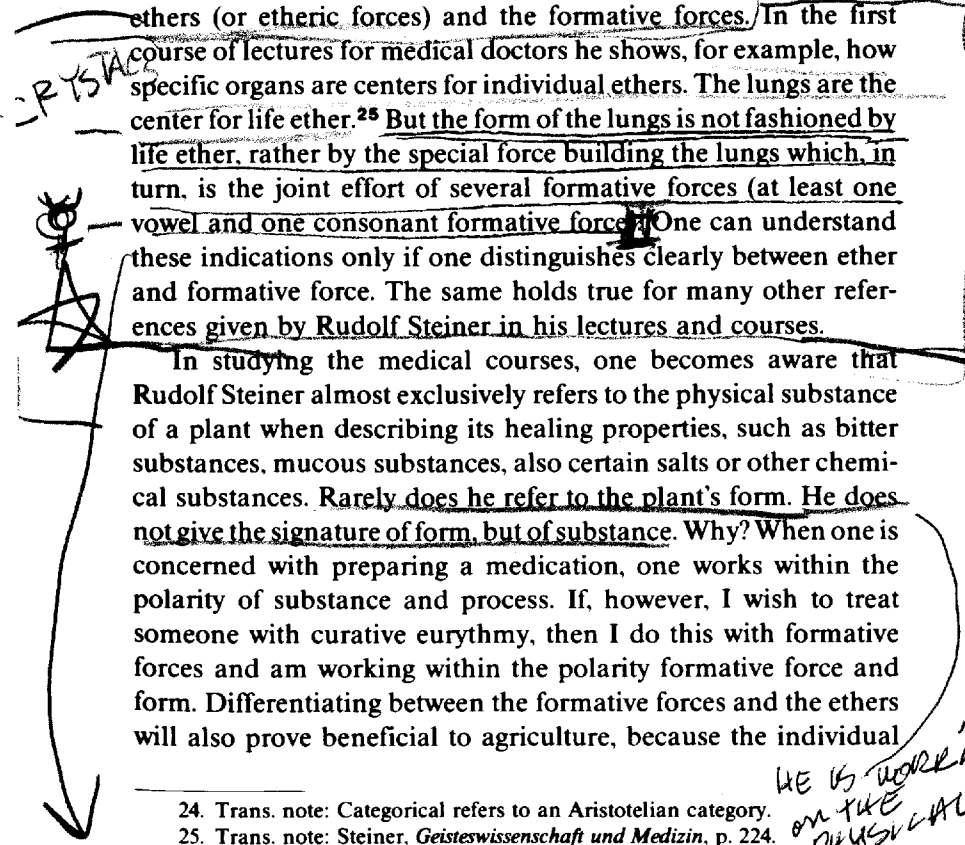 ethers (or etheric forces) and the formative forces. In the first
course of lectures for medical doctors he shows, for example, how
specific organs are centers for individual ethers. The lungs are the
center for life ether.25 But the form of the lungs is not fashioned by
life ether, rather by the special force building the lungs which, in
turn, is the joint effort of several formative forces (at least one
vowel and one consonant formative force One can understand
these indications only if one distinguishes clearly between ether
and formative force. The same holds true for many other refer-
ences given by Rudolf Steiner in his lectures and courses.
In studying the medical courses, one becomes aware that
Rudolf Steiner almost exclusively refers to the physical substance
of a plant when describing its healing properties, such as bitter
substances, mucous substances, also certain salts or other chemi-
cal substances. Rarely does he refer to the plant's form. He does
not give the signature of form, but of substance. Why? When one is
concerned with preparing a medication, one works within the
polarity of substance and process. If, however, I wish to treat
someone with curative eurythmy, then I do this with formative
forces and am working within the polarity formative force and
form. Differentiating between the formative forces and the ethers
will also prove beneficial to agriculture, because the individual
HE IS
ON THE
PHYSICAL
24. Trans. note: Categorical refers to an Aristotelian category.
25. Trans. note: Steiner, Geisteswissenschaft und Medizin, p. 224.